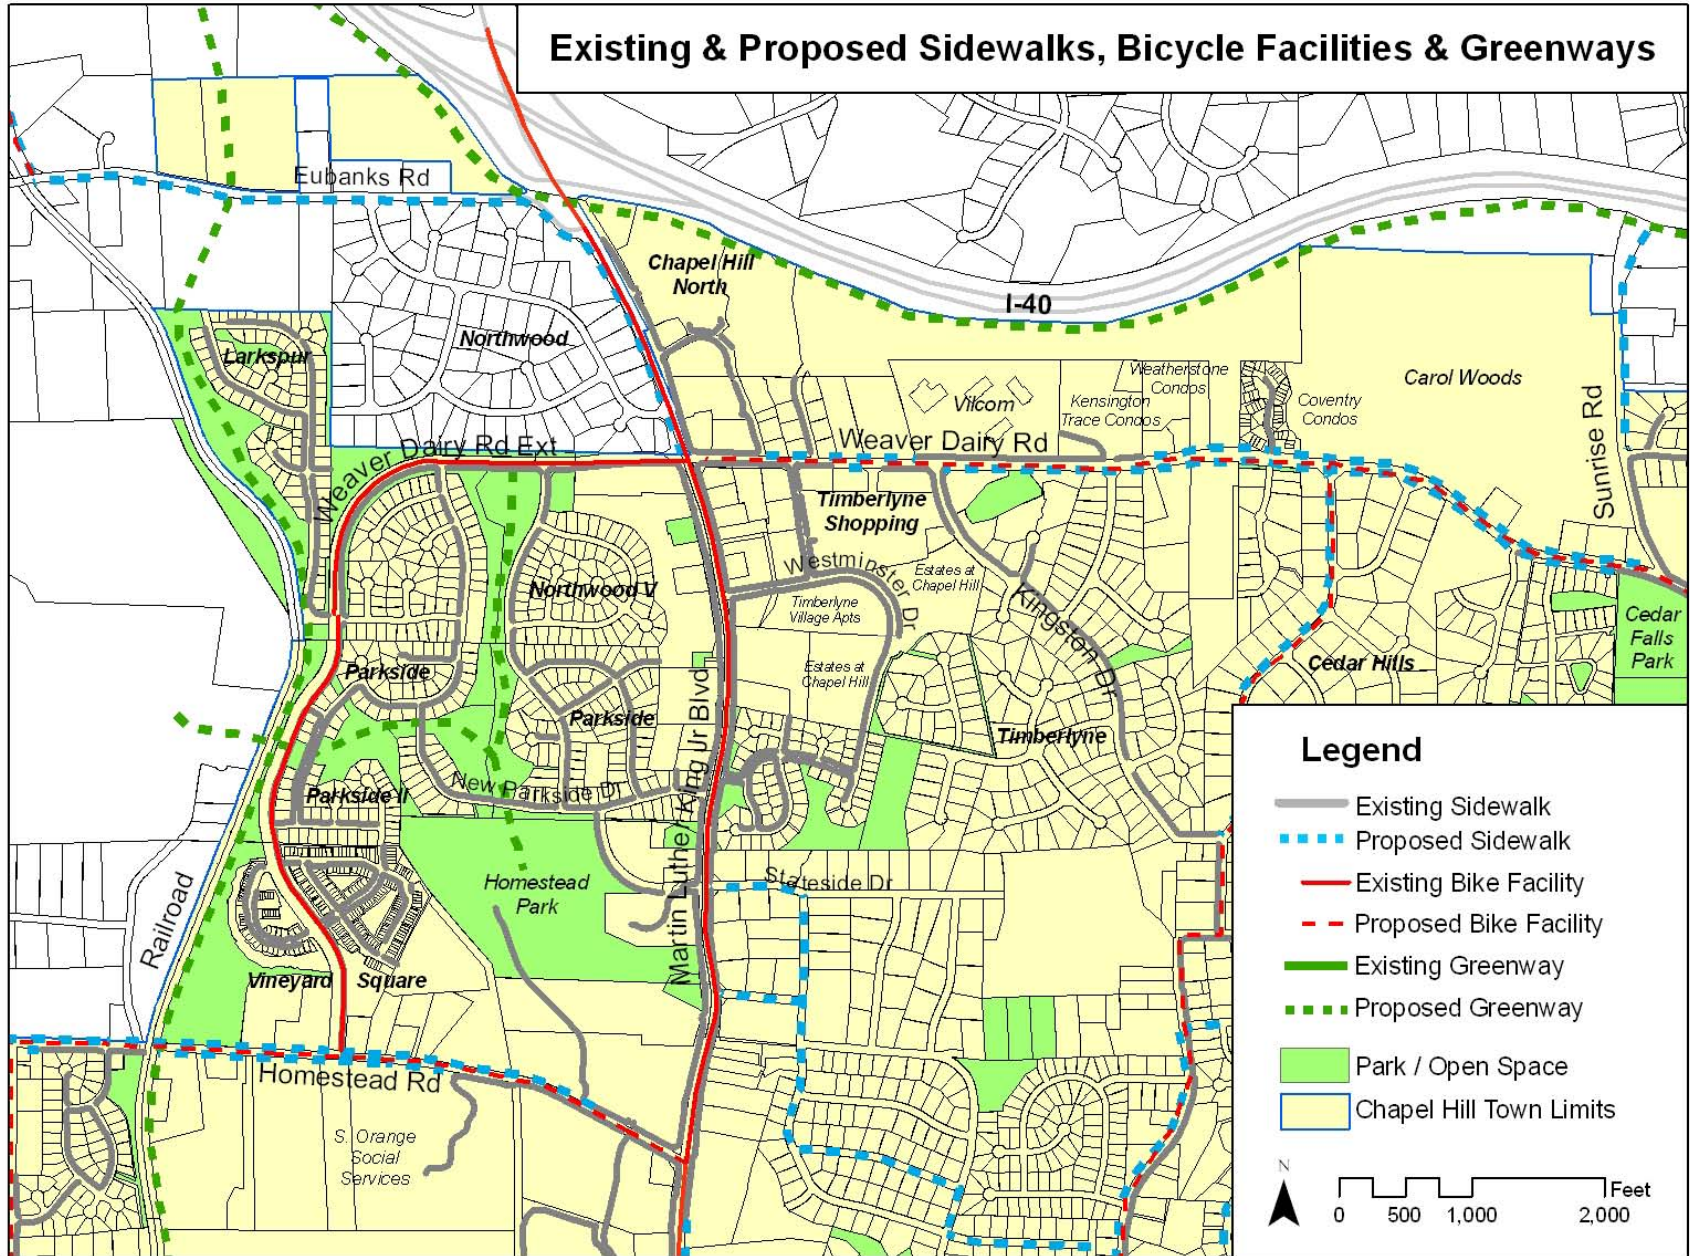 Existing & Proposed Sidewalks, Bicycle Facilities & Greenways
Eubanks Rd
Chapel Hill
North
I-40
Northwood
Larkspur
Weatherstone
Condos
Carol Woods
Vilcom
Kensington
Trace Condos
Coventry
Condos
Sunrise Rd
Weaver Dairy Rd Ext
Weaver Dairy Rd
Timberlyne
Shopping
Westminster Dr
Estates at
Chapel Hill
Northwood V
Timberlyne
Village Apts
Kingston Dr
Cedar
Falls
Park
Parkside
Estates at
Chapel Hill
Cedar Hills
Parkside
Timberlyne
Martin Luther King Jr Blvd
New Parkside Dr
Parkside II
Stateside Dr
Homestead
Park
Railroad
Vineyard Square
Homestead Rd
S. Orange
Social
Services
Legend
Existing Sidewalk
Proposed Sidewalk
Existing Bike Facility
Proposed Bike Facility
Existing Greenway
Proposed Greenway
Park / Open Space
Chapel Hill Town Limits
N
Feet
0 500 1,000 2,000